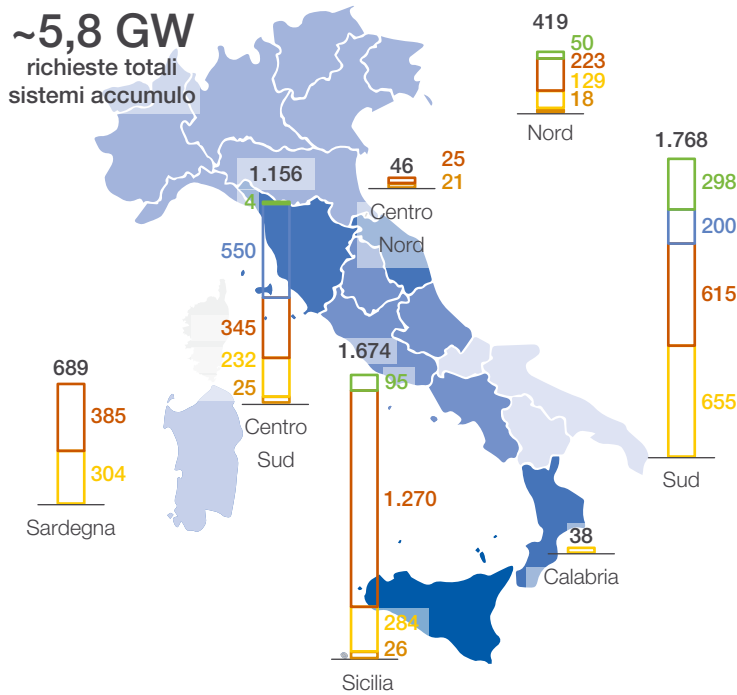 ~5,8 GW
richieste totali
sistemi accumulo
419
50
223
129
18
Nord
1.768
298
200
615
655
Sud
46
25
21
Centro
Nord
1.156
4
550
345
232
25
Centro
Sud
689
385
304
Sardegna
1.674
95
1.270
284
26
Sicilia
38
Calabria